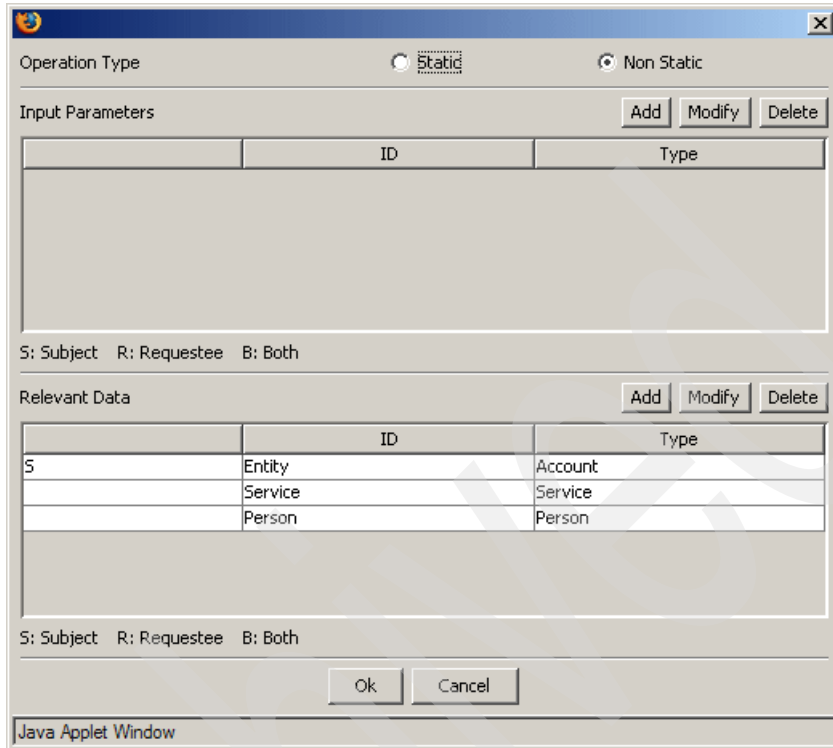 Operation Type Static Non Static
Input Parameters Add Modify Delete
ID Type
S: Subject R: Requestee B: Both
Relevant Data Add Modify Delete
ID Type
S Entity Account
Service Service
Person Person
S: Subject R: Requestee B: Both
Ok Cancel
Java Applet Window